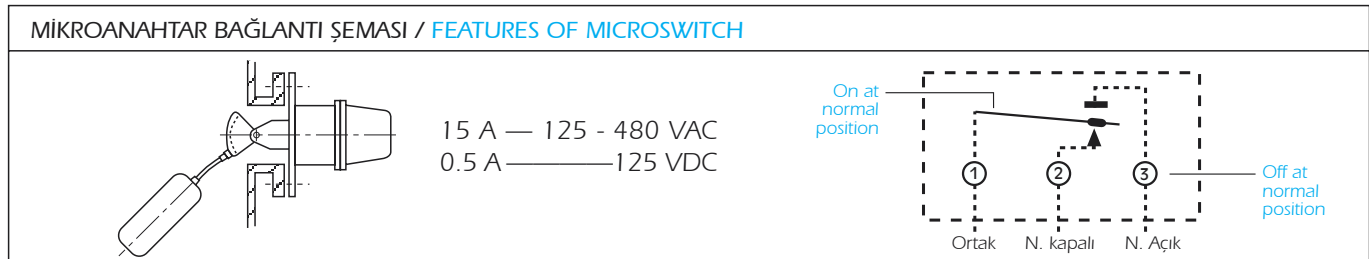 MİKROANAHTAR BAĞLANTI ŞEMASI / FEATURES OF MICROSWITCH
15 A — 125 - 480 VAC
0.5 A————125 VDC
On at
normal
position
1 2 3
Off at
normal
position
Ortak N. kapalı N. Açık